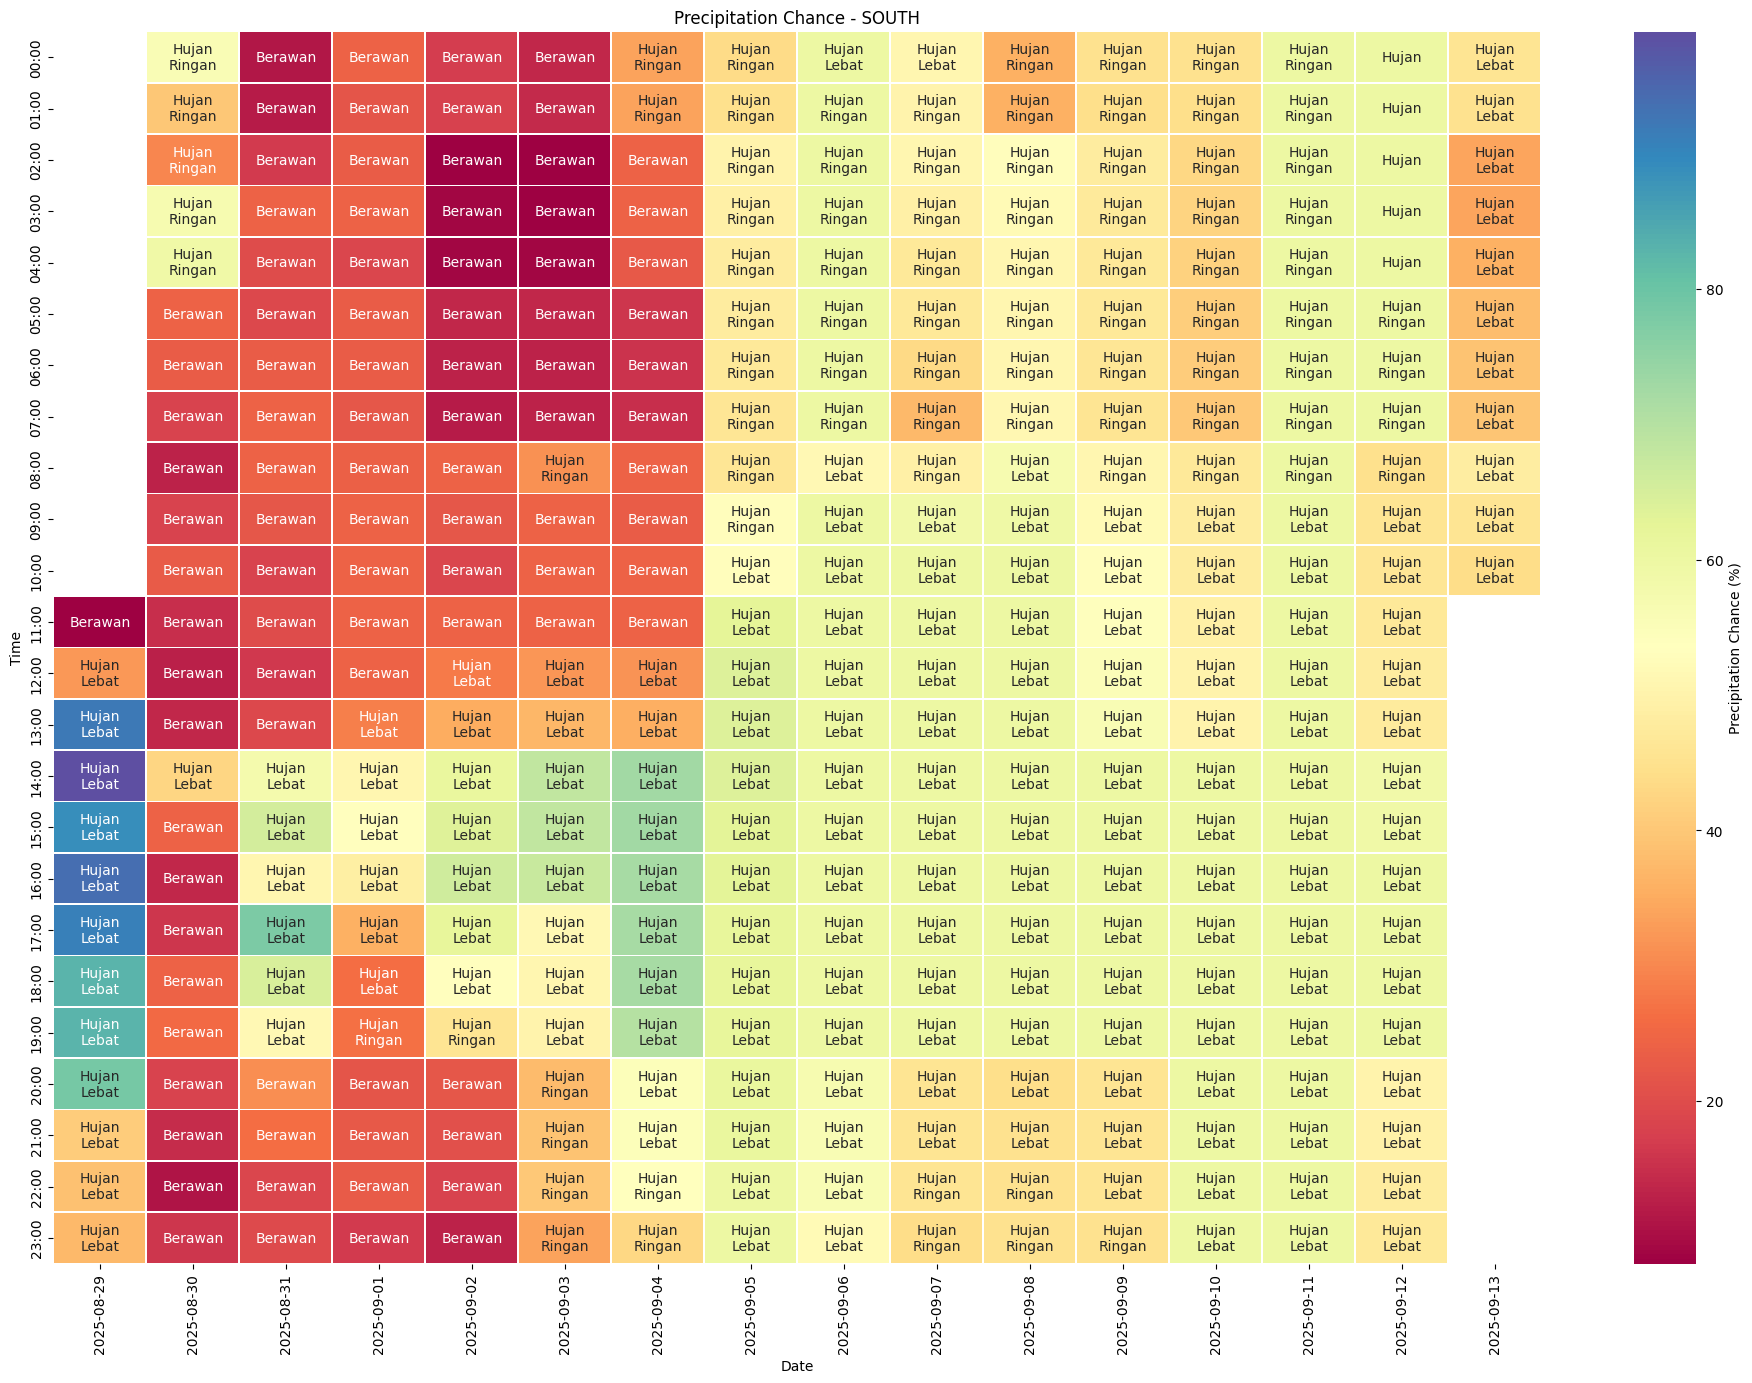 Precipitation Chance - SOUTH
00:00 Hujan Ringan Berawan Berawan Berawan Berawan Hujan Ringan Hujan Ringan Hujan Lebat Hujan Lebat Hujan Ringan Hujan Ringan Hujan Ringan Hujan Ringan Hujan Hujan Lebat
01:00 Hujan Ringan Berawan Berawan Berawan Berawan Hujan Ringan Hujan Ringan Hujan Ringan Hujan Ringan Hujan Ringan Hujan Ringan Hujan Ringan Hujan Ringan Hujan Hujan Lebat
02:00 Hujan Ringan Berawan Berawan Berawan Berawan Berawan Hujan Ringan Hujan Ringan Hujan Ringan Hujan Ringan Hujan Ringan Hujan Ringan Hujan Ringan Hujan Hujan Lebat
03:00 Hujan Ringan Berawan Berawan Berawan Berawan Berawan Hujan Ringan Hujan Ringan Hujan Ringan Hujan Ringan Hujan Ringan Hujan Ringan Hujan Ringan Hujan Hujan Lebat
04:00 Hujan Ringan Berawan Berawan Berawan Berawan Berawan Hujan Ringan Hujan Ringan Hujan Ringan Hujan Ringan Hujan Ringan Hujan Ringan Hujan Ringan Hujan Hujan Lebat
05:00 Berawan Berawan Berawan Berawan Berawan Berawan Hujan Ringan Hujan Ringan Hujan Ringan Hujan Ringan Hujan Ringan Hujan Ringan Hujan Ringan Hujan Ringan Hujan Lebat
06:00 Berawan Berawan Berawan Berawan Berawan Berawan Hujan Ringan Hujan Ringan Hujan Ringan Hujan Ringan Hujan Ringan Hujan Ringan Hujan Ringan Hujan Ringan Hujan Lebat
07:00 Berawan Berawan Berawan Berawan Berawan Berawan Hujan Ringan Hujan Ringan Hujan Ringan Hujan Ringan Hujan Ringan Hujan Ringan Hujan Ringan Hujan Ringan Hujan Lebat
08:00 Berawan Berawan Berawan Berawan Hujan Ringan Berawan Hujan Ringan Hujan Lebat Hujan Ringan Hujan Lebat Hujan Ringan Hujan Ringan Hujan Ringan Hujan Ringan Hujan Lebat
09:00 Berawan Berawan Berawan Berawan Berawan Berawan Hujan Ringan Hujan Lebat Hujan Lebat Hujan Lebat Hujan Lebat Hujan Lebat Hujan Lebat Hujan Lebat Hujan Lebat
10:00 Berawan Berawan Berawan Berawan Berawan Berawan Hujan Lebat Hujan Lebat Hujan Lebat Hujan Lebat Hujan Lebat Hujan Lebat Hujan Lebat Hujan Lebat Hujan Lebat
11:00 Berawan Berawan Berawan Berawan Berawan Berawan Berawan Hujan Lebat Hujan Lebat Hujan Lebat Hujan Lebat Hujan Lebat Hujan Lebat Hujan Lebat Hujan Lebat
12:00 Hujan Lebat Berawan Berawan Berawan Hujan Lebat Hujan Lebat Hujan Lebat Hujan Lebat Hujan Lebat Hujan Lebat Hujan Lebat Hujan Lebat Hujan Lebat Hujan Lebat Hujan Lebat
13:00 Hujan Lebat Berawan Berawan Hujan Lebat Hujan Lebat Hujan Lebat Hujan Lebat Hujan Lebat Hujan Lebat Hujan Lebat Hujan Lebat Hujan Lebat Hujan Lebat Hujan Lebat Hujan Lebat
14:00 Hujan Lebat Hujan Lebat Hujan Lebat Hujan Lebat Hujan Lebat Hujan Lebat Hujan Lebat Hujan Lebat Hujan Lebat Hujan Lebat Hujan Lebat Hujan Lebat Hujan Lebat Hujan Lebat Hujan Lebat
15:00 Hujan Lebat Berawan Hujan Lebat Hujan Lebat Hujan Lebat Hujan Lebat Hujan Lebat Hujan Lebat Hujan Lebat Hujan Lebat Hujan Lebat Hujan Lebat Hujan Lebat Hujan Lebat Hujan Lebat
16:00 Hujan Lebat Berawan Hujan Lebat Hujan Lebat Hujan Lebat Hujan Lebat Hujan Lebat Hujan Lebat Hujan Lebat Hujan Lebat Hujan Lebat Hujan Lebat Hujan Lebat Hujan Lebat Hujan Lebat
17:00 Hujan Lebat Berawan Hujan Lebat Hujan Lebat Hujan Lebat Hujan Lebat Hujan Lebat Hujan Lebat Hujan Lebat Hujan Lebat Hujan Lebat Hujan Lebat Hujan Lebat Hujan Lebat Hujan Lebat
18:00 Hujan Lebat Berawan Hujan Lebat Hujan Lebat Hujan Lebat Hujan Lebat Hujan Lebat Hujan Lebat Hujan Lebat Hujan Lebat Hujan Lebat Hujan Lebat Hujan Lebat Hujan Lebat Hujan Lebat
19:00 Hujan Lebat Berawan Hujan Lebat Hujan Ringan Hujan Ringan Hujan Lebat Hujan Lebat Hujan Lebat Hujan Lebat Hujan Lebat Hujan Lebat Hujan Lebat Hujan Lebat Hujan Lebat Hujan Lebat
20:00 Hujan Lebat Berawan Berawan Berawan Berawan Hujan Ringan Hujan Lebat Hujan Lebat Hujan Lebat Hujan Lebat Hujan Lebat Hujan Lebat Hujan Lebat Hujan Lebat Hujan Lebat
21:00 Hujan Lebat Berawan Berawan Berawan Berawan Hujan Ringan Hujan Lebat Hujan Lebat Hujan Lebat Hujan Lebat Hujan Lebat Hujan Lebat Hujan Lebat Hujan Lebat Hujan Lebat
22:00 Hujan Lebat Berawan Berawan Berawan Berawan Hujan Ringan Hujan Ringan Hujan Lebat Hujan Lebat Hujan Ringan Hujan Ringan Hujan Lebat Hujan Lebat Hujan Lebat Hujan Lebat
23:00 Hujan Lebat Berawan Berawan Berawan Berawan Hujan Ringan Hujan Ringan Hujan Lebat Hujan Lebat Hujan Ringan Hujan Ringan Hujan Ringan Hujan Lebat Hujan Lebat Hujan Lebat
Time
2025-08-29 2025-08-30 2025-08-31 2025-09-01 2025-09-02 2025-09-03 2025-09-04 2025-09-05 2025-09-06 2025-09-07 2025-09-08 2025-09-09 2025-09-10 2025-09-11 2025-09-12 2025-09-13
Date
80
60
40
20
Precipitation Chance (%)